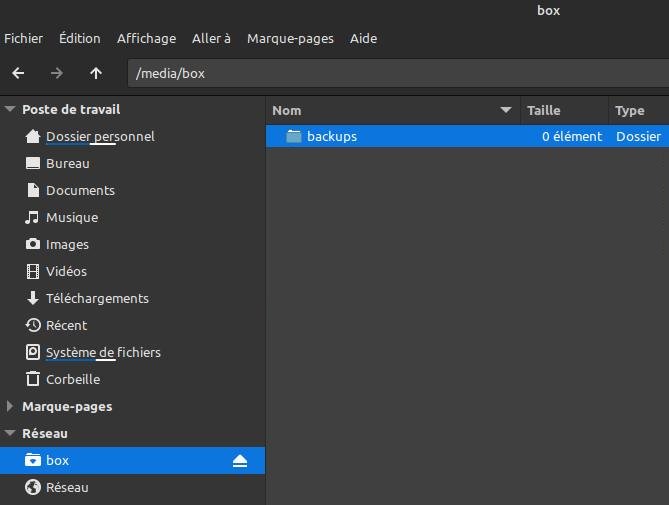 box
Fichier Édition Affichage Aller à Marque-pages Aide
/media/box
Poste de travail
Dossier personnel
Bureau
Documents
Musique
Images
Vidéos
Téléchargements
Récent
Système de fichiers
Corbeille
Marque-pages
Réseau
box
Réseau
Nom Taille Type
backups 0 élément Dossier